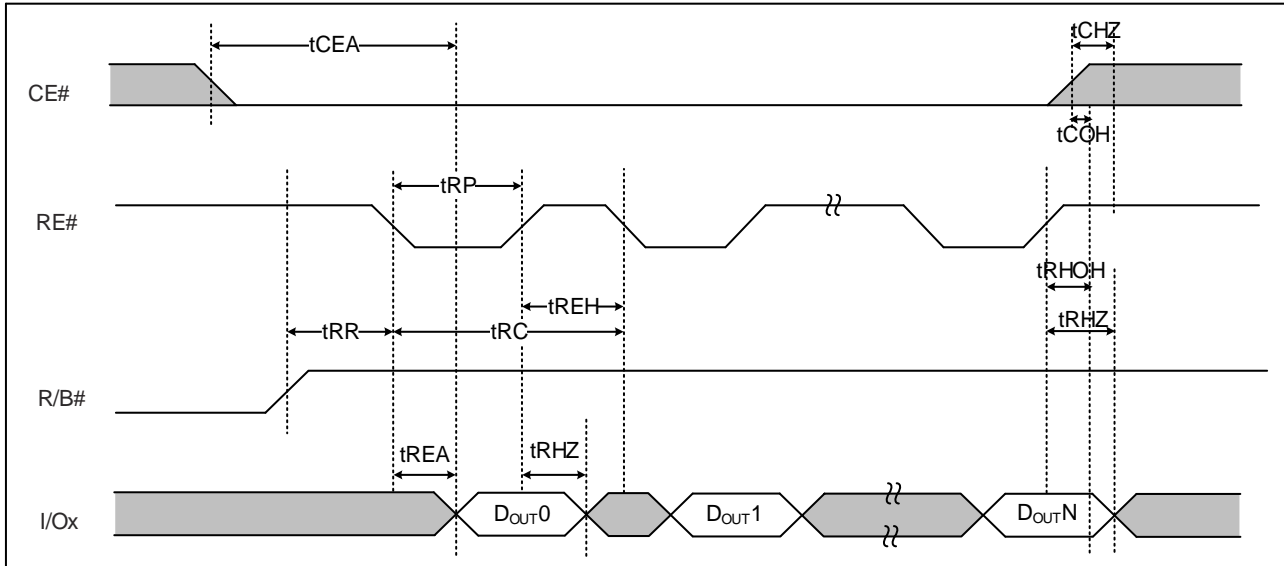 tCEA
tCHZ
CE#
tCOH
tRP
RE#
tRHOH
tREH
tRR
tRC
tRHZ
R/B#
tREA
tRHZ
I/Ox
DOUT0
DOUT1
DOUTN